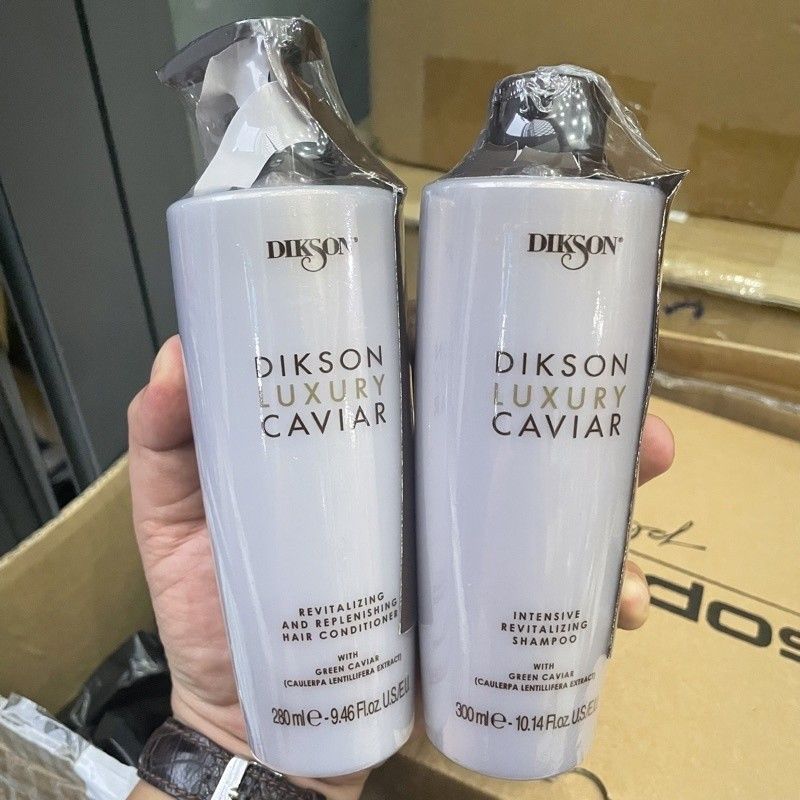 DIKSON®
DIKSON
LUXURY
CAVIAR
REVITALIZING
AND REPLENISHING
HAIR CONDITIONER
WITH
GREEN CAVIAR
(CAULERPA LENTILLIFERA EXTRACT)
280 ml ℮ - 9.46 Fl.oz. U.S./E.U.
DIKSON®
DIKSON
LUXURY
CAVIAR
INTENSIVE
REVITALIZING
SHAMPOO
WITH
GREEN CAVIAR
(CAULERPA LENTILLIFERA EXTRACT)
300 ml ℮ - 10.14 Fl.oz. U.S./E.U.